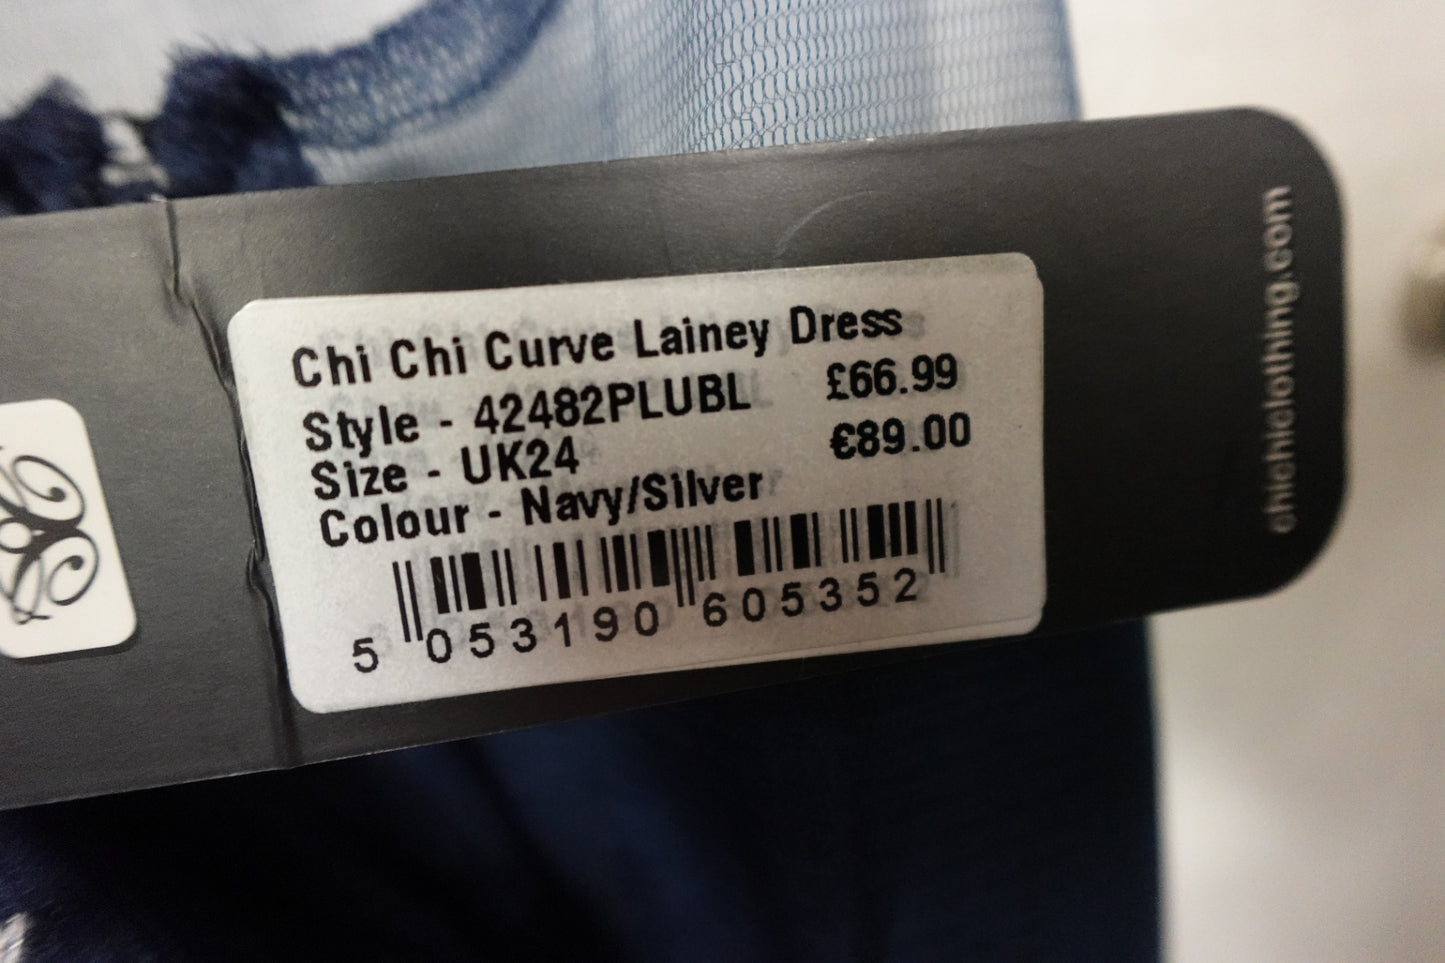 Chi Chi Curve Lainey Dress
Style - 42482PLUBL £66.99
Size - UK24 €89.00
Colour - Navy/Silver
5 053190 605352
chichiclothing.com